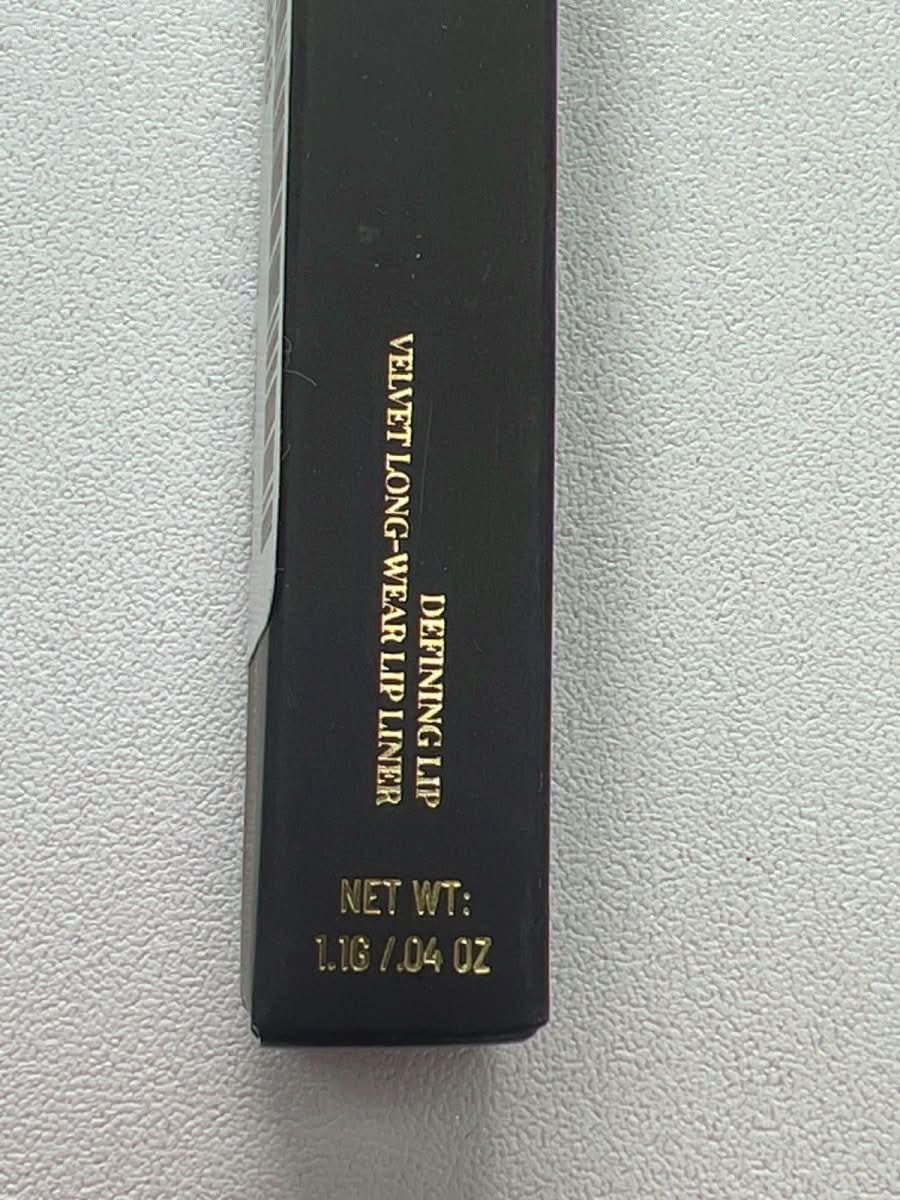 DEFINING LIP
VELVET LONG-WEAR LIP LINER
NET WT:
1.1G /.04 OZ